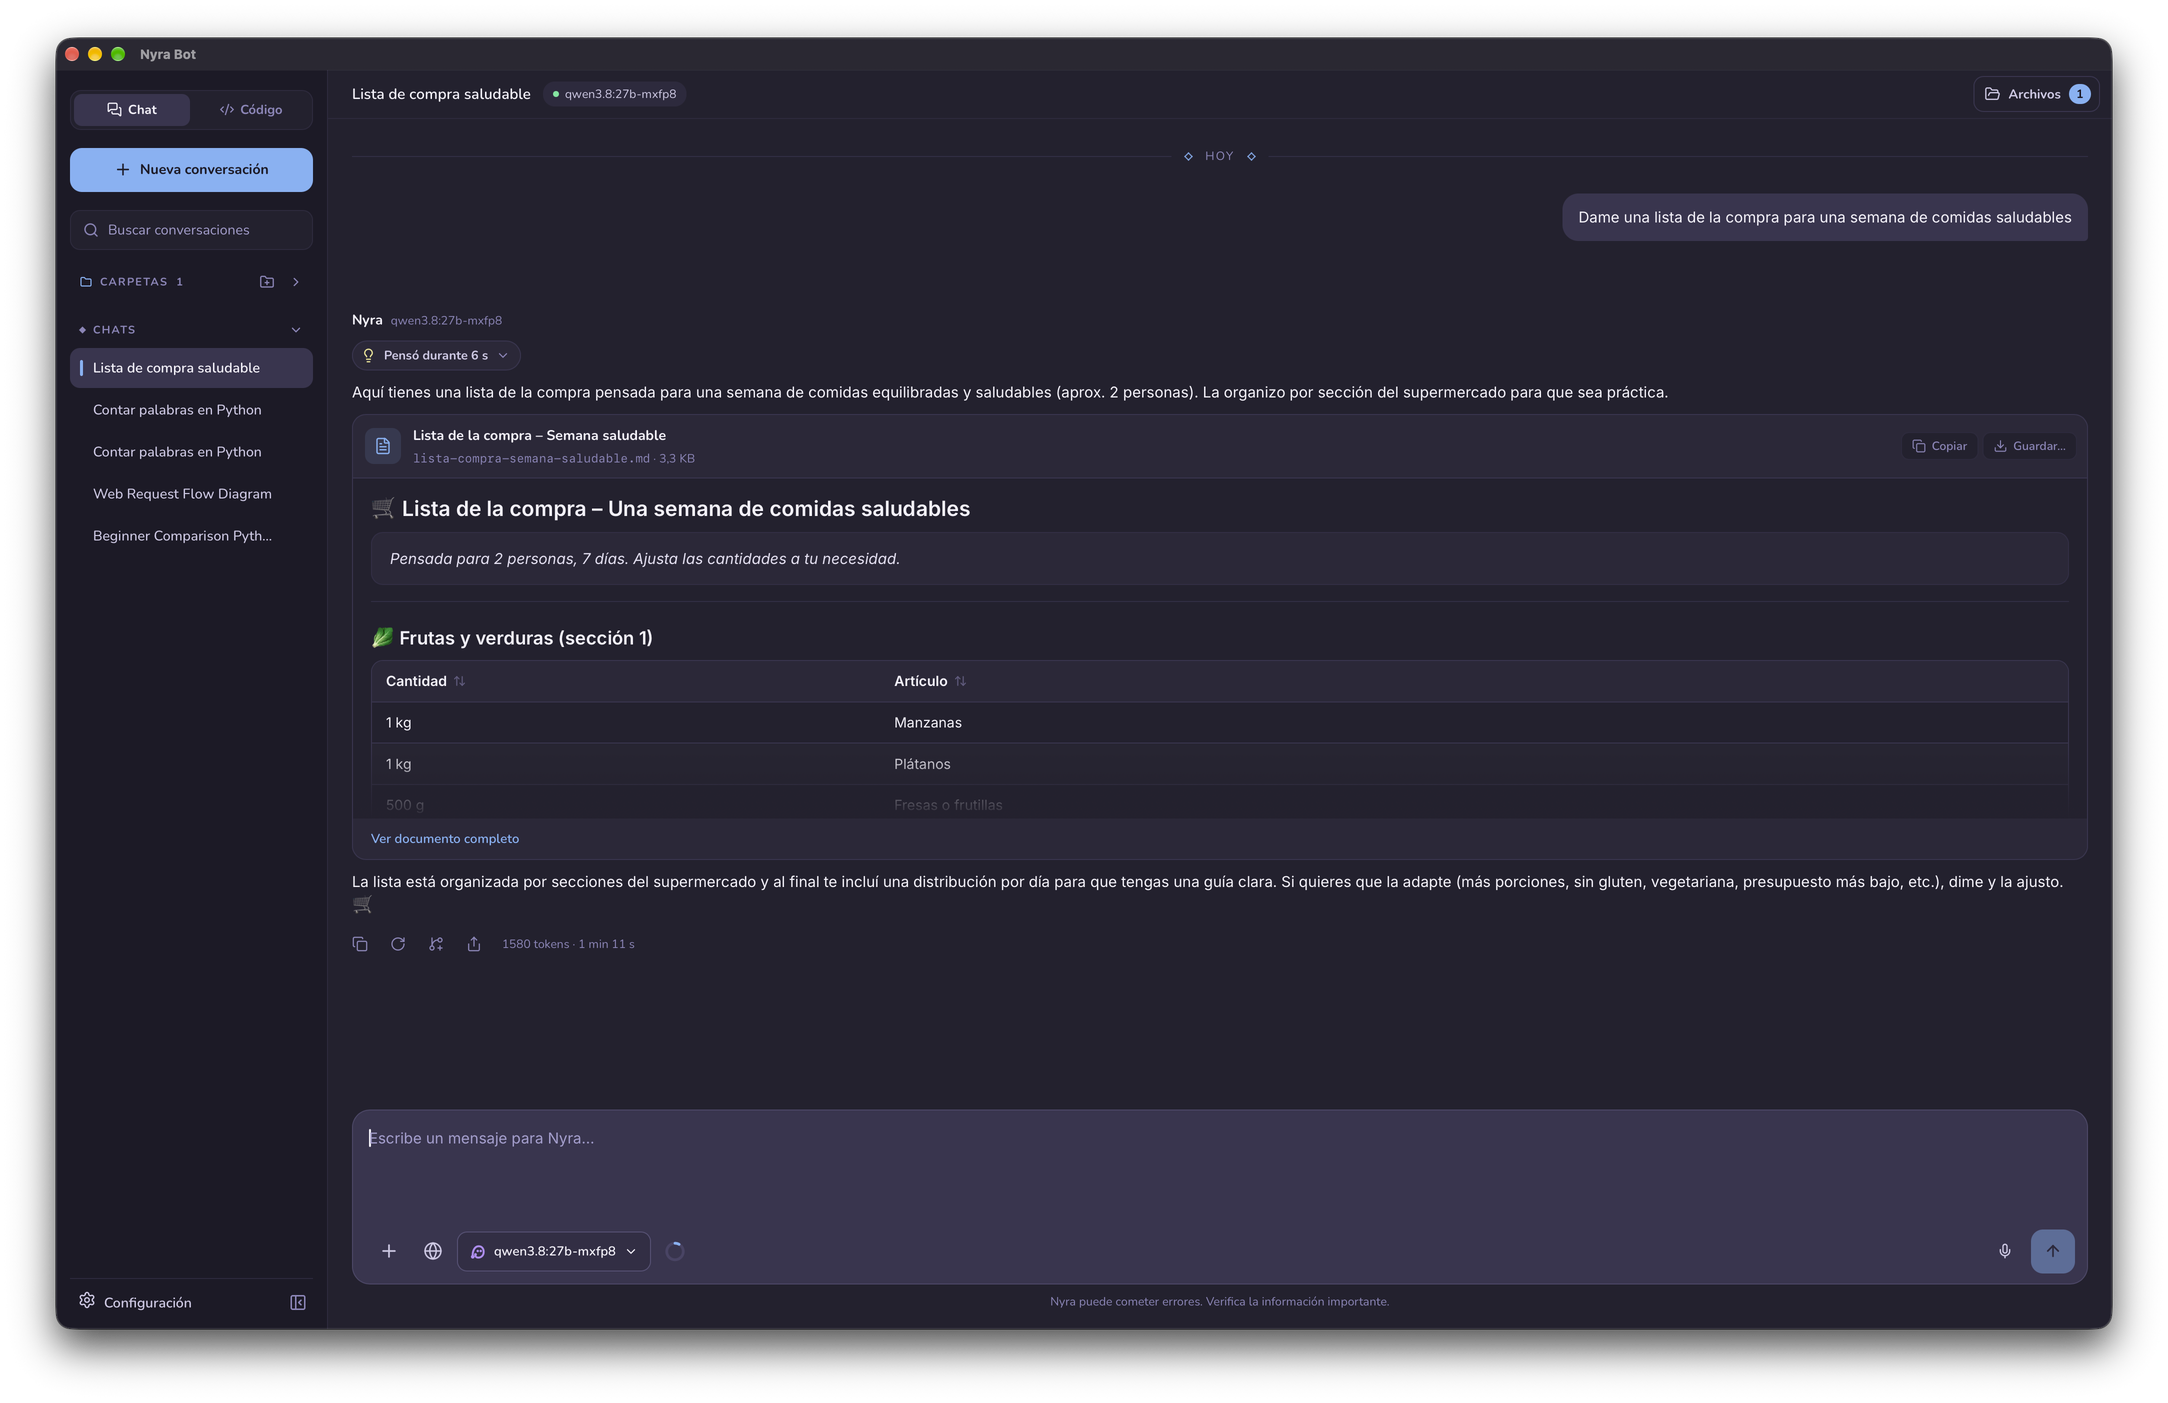 Nyra Bot
Chat
Código
Nueva conversación
Buscar conversaciones
CARPETAS 1
CHATS
Lista de compra saludable
Contar palabras en Python
Contar palabras en Python
Web Request Flow Diagram
Beginner Comparison Pyth...
Configuración
Lista de compra saludable
qwen3.8:27b-mxfp8
Archivos 1
HOY
Dame una lista de la compra para una semana de comidas saludables
Nyra qwen3.8:27b-mxfp8
Pensó durante 6 s
Aquí tienes una lista de la compra pensada para una semana de comidas equilibradas y saludables (aprox. 2 personas). La organizo por sección del supermercado para que sea práctica.
Lista de la compra – Semana saludable
lista-compra-semana-saludable.md · 3,3 KB
Copiar
Guardar...
🛒 Lista de la compra – Una semana de comidas saludables
Pensada para 2 personas, 7 días. Ajusta las cantidades a tu necesidad.
🥬 Frutas y verduras (sección 1)
Cantidad Artículo
1 kg Manzanas
1 kg Plátanos
500 g Fresas o frutillas
Ver documento completo
La lista está organizada por secciones del supermercado y al final te incluí una distribución por día para que tengas una guía clara. Si quieres que la adapte (más porciones, sin gluten, vegetariana, presupuesto más bajo, etc.), dime y la ajusto.
🛒
1580 tokens · 1 min 11 s
Escribe un mensaje para Nyra...
qwen3.8:27b-mxfp8
Nyra puede cometer errores. Verifica la información importante.